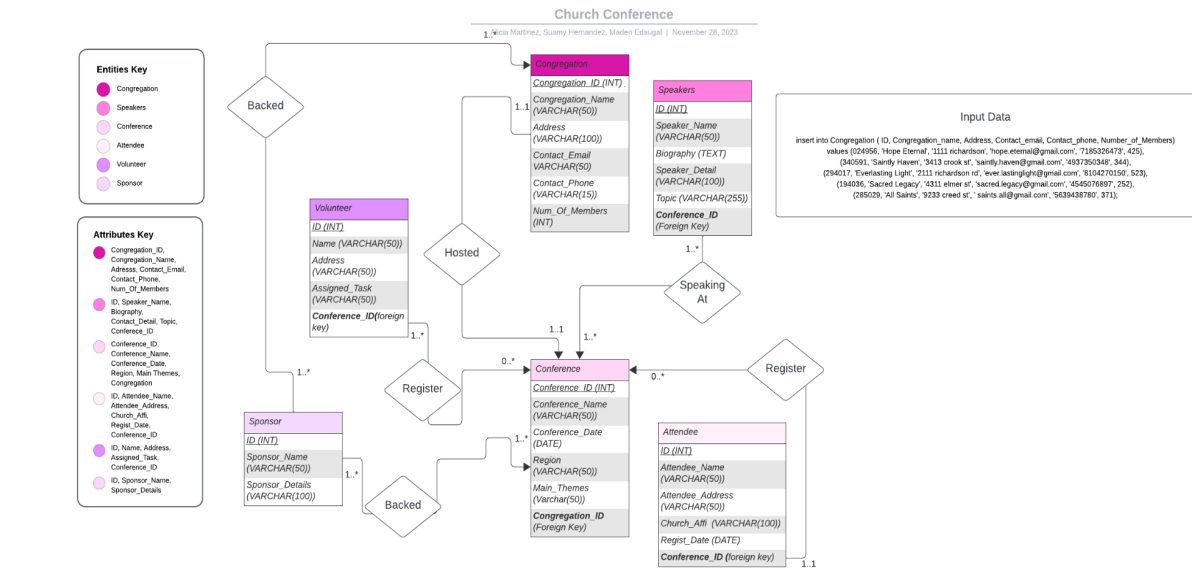 Church Conference
Alicia Martinez, Suamy Hernandez, Maden Edaugal | November 28, 2023
Entities Key
Congregation
Speakers
Conference
Attendee
Volunteer
Sponsor
Attributes Key
Congregation_ID,
Congregation_Name,
Adresss, Contact_Email,
Contact_Phone,
Num_Of_Members
ID, Speaker_Name,
Biography,
Contact_Detail, Topic,
Conferece_ID
Conference_ID,
Conference_Name,
Conference_Date,
Region, Main Themes,
Congregation
ID, Attendee_Name,
Attendee_Address,
Church_Affi,
Regist_Date,
Conference_ID
ID, Name, Address,
Assigned_Task,
Conference_ID
ID, Sponsor_Name,
Sponsor_Details
Backed
1..*
1..*
Congregation
Congregation_ID (INT)
Congregation_Name
(VARCHAR(50))
Address
(VARCHAR(100))
Contact_Email
VARCHAR(50)
Contact_Phone
(VARCHAR(15))
Num_Of_Members
(INT)
1..1
Hosted
1..1
Speakers
ID (INT)
Speaker_Name
(VARCHAR(50))
Biography (TEXT)
Speaker_Detail
(VARCHAR(100))
Topic (VARCHAR(255))
Conference_ID
(Foreign Key)
1..*
Speaking
At
1..*
Input Data
insert into Congregation ( ID, Congregation_name, Address, Contact_email, Contact_phone, Number_of_Members)
values (024956, 'Hope Eternal', '1111 richardson', 'hope.eternal@gmail.com', '7185326473', 425),
(340591, 'Saintly Haven', '3413 crook st', 'saintly.haven@gmail.com', '4937350348', 344),
(294017, 'Everlasting Light', '2111 richardson rd', 'ever.lastinglight@gmail.com', '8104270150', 523),
(194036, 'Sacred Legacy', '4311 elmer st', 'sacred.legacy@gmail.com', '4545076897', 252),
(285029, 'All Saints', '9233 creed st', ' saints.all@gmail.com', '5639438780', 371);
Volunteer
ID (INT)
Name (VARCHAR(50))
Address
(VARCHAR(50))
Assigned_Task
(VARCHAR(50))
Conference_ID(foreign
key)
1..*
Register
0..*
Conference
Conference_ID (INT)
Conference_Name
(VARCHAR(50))
Conference_Date
(DATE)
Region
(VARCHAR(50))
Main_Themes
(Varchar(50))
Congregation_ID
(Foreign Key)
0..*
Register
1..1
Sponsor
ID (INT)
Sponsor_Name
(VARCHAR(50))
Sponsor_Details
(VARCHAR(100))
1..*
Backed
1..*
Attendee
ID (INT)
Attendee_Name
(VARCHAR(50))
Attendee_Address
(VARCHAR(50))
Church_Affi (VARCHAR(100))
Regist_Date (DATE)
Conference_ID (foreign key)